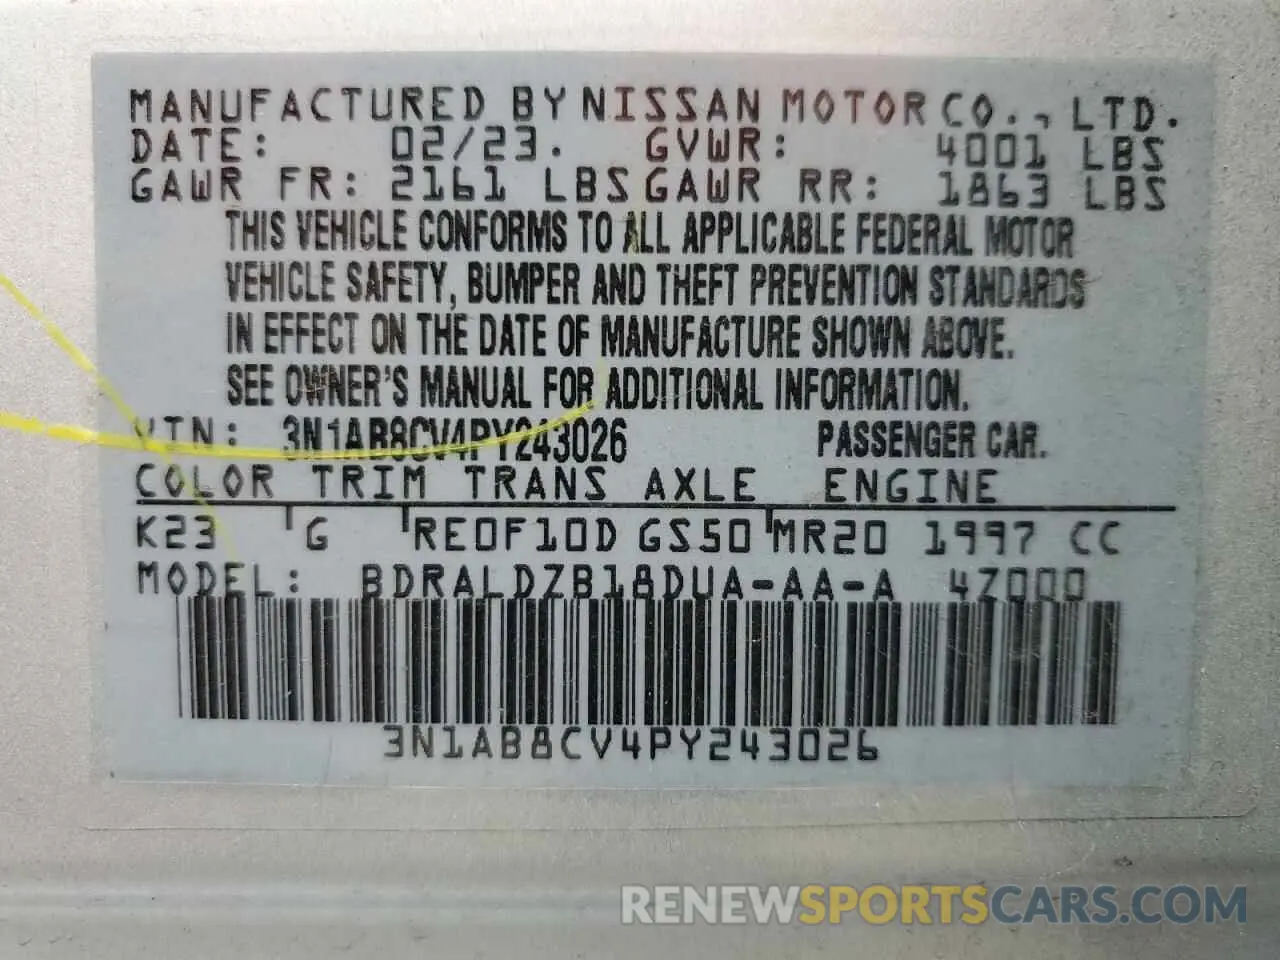 MANUFACTURED BY NISSAN MOTOR CO., LTD.
DATE: 02/23. GVWR: 4001 LBS
GAWR FR: 2161 LBS GAWR RR: 1863 LBS
THIS VEHICLE CONFORMS TO ALL APPLICABLE FEDERAL MOTOR
VEHICLE SAFETY, BUMPER AND THEFT PREVENTION STANDARDS
IN EFFECT ON THE DATE OF MANUFACTURE SHOWN ABOVE.
SEE OWNER'S MANUAL FOR ADDITIONAL INFORMATION.
VIN: 3N1AB8CV4PY243026 PASSENGER CAR.
COLOR TRIM TRANS AXLE ENGINE
K23 G RE0F10D GS50 MR20 1997 CC
MODEL: BDRALDZB18DUA-AA-A 4Z000
3N1AB8CV4PY243026
RENEWSPORTSCARS.COM